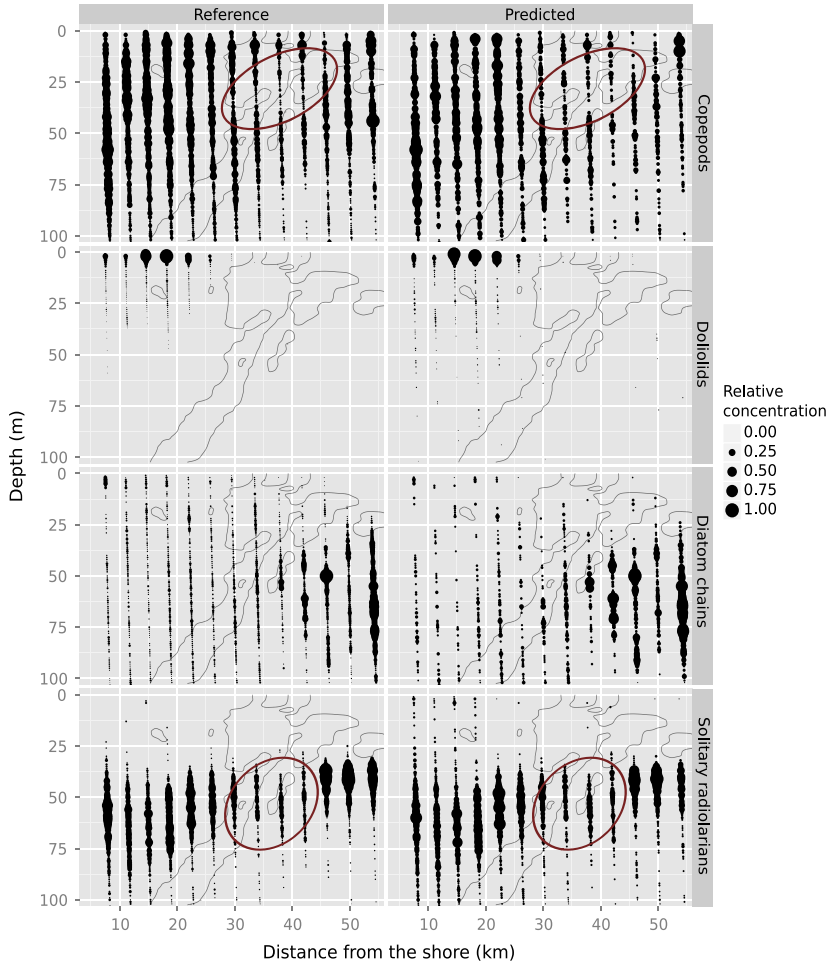 Reference Predicted
0
25
50
75
100
Copepods
0
25
50
75
100
Doliolids
0
25
50
75
100
Diatom chains
0
25
50
75
100
Solitary radiolarians
Depth (m)
10 20 30 40 50 10 20 30 40 50
Distance from the shore (km)
Relative
concentration
0.00
0.25
0.50
0.75
1.00